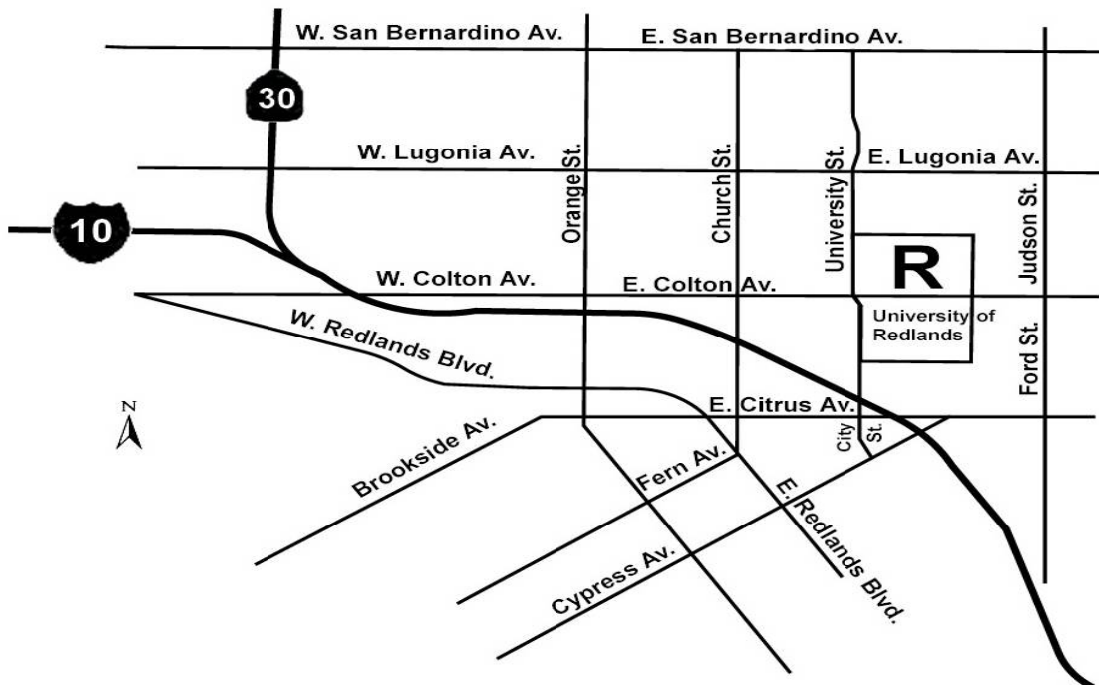 W. San Bernardino Av.
E. San Bernardino Av.
30
W. Lugonia Av.
E. Lugonia Av.
Orange St.
Church St.
University St.
Judson St.
10
R
W. Colton Av.
E. Colton Av.
University of
Redlands
W. Redlands Blvd.
Ford St.
N
E. Citrus Av.
Brookside Av.
City
St.
Fern Av.
E. Redlands Blvd.
Cypress Av.